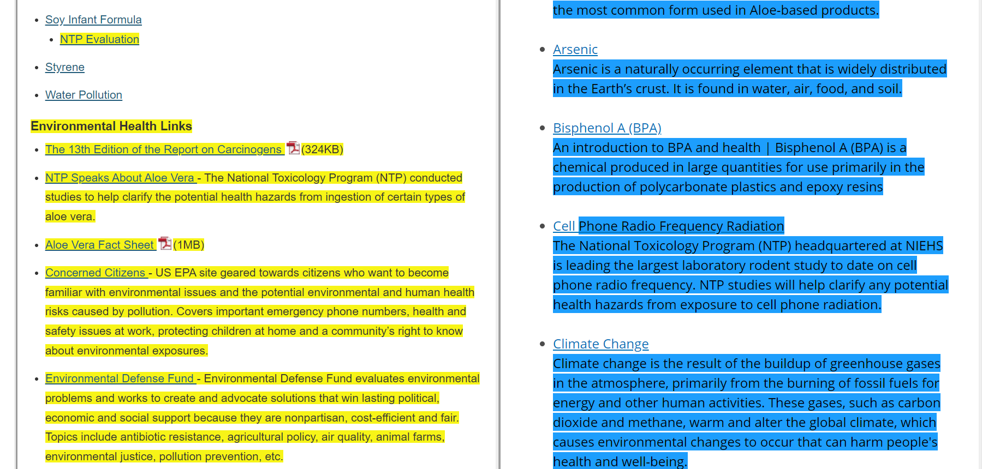 Soy Infant Formula
NTP Evaluation
Styrene
Water Pollution
Environmental Health Links
The 13th Edition of the Report on Carcinogens (324KB)
NTP Speaks About Aloe Vera - The National Toxicology Program (NTP) conducted
studies to help clarify the potential health hazards from ingestion of certain types of
aloe vera.
Aloe Vera Fact Sheet (1MB)
Concerned Citizens - US EPA site geared towards citizens who want to become
familiar with environmental issues and the potential environmental and human health
risks caused by pollution. Covers important emergency phone numbers, health and
safety issues at work, protecting children at home and a community’s right to know
about environmental exposures.
Environmental Defense Fund - Environmental Defense Fund evaluates environmental
problems and works to create and advocate solutions that win lasting political,
economic and social support because they are nonpartisan, cost-efficient and fair.
Topics include antibiotic resistance, agricultural policy, air quality, animal farms,
environmental justice, pollution prevention, etc.
the most common form used in Aloe-based products.
Arsenic
Arsenic is a naturally occurring element that is widely distributed
in the Earth’s crust. It is found in water, air, food, and soil.
Bisphenol A (BPA)
An introduction to BPA and health | Bisphenol A (BPA) is a
chemical produced in large quantities for use primarily in the
production of polycarbonate plastics and epoxy resins
Cell Phone Radio Frequency Radiation
The National Toxicology Program (NTP) headquartered at NIEHS
is leading the largest laboratory rodent study to date on cell
phone radio frequency. NTP studies will help clarify any potential
health hazards from exposure to cell phone radiation.
Climate Change
Climate change is the result of the buildup of greenhouse gases
in the atmosphere, primarily from the burning of fossil fuels for
energy and other human activities. These gases, such as carbon
dioxide and methane, warm and alter the global climate, which
causes environmental changes to occur that can harm people's
health and well-being.